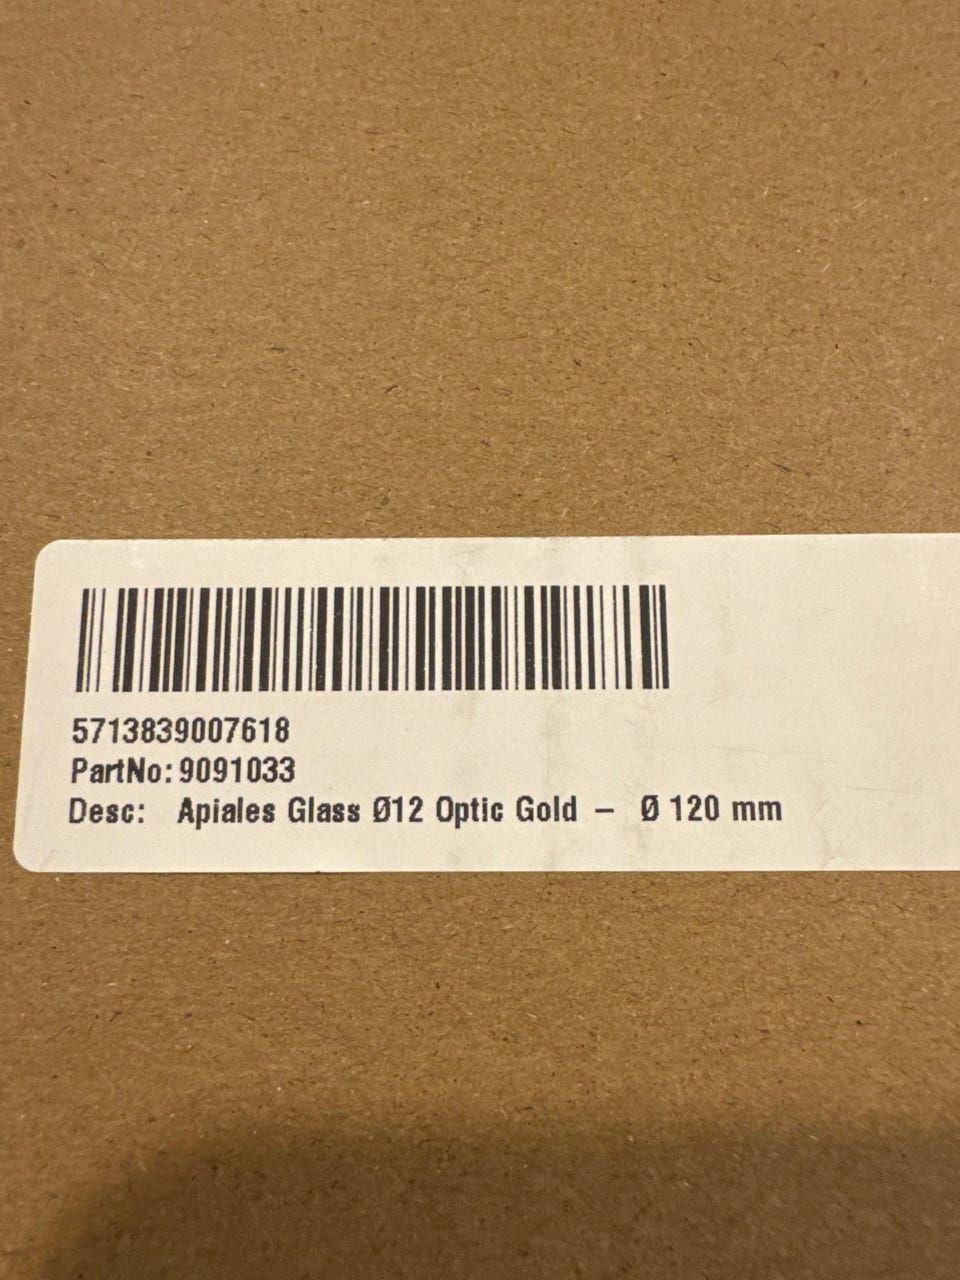 5713839007618
PartNo: 9091033
Desc: Apiales Glass Ø12 Optic Gold – Ø 120 mm